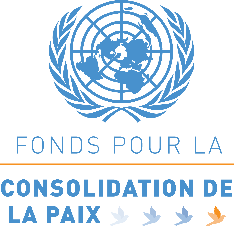 FONDS POUR LA
CONSOLIDATION DE
LA PAIX